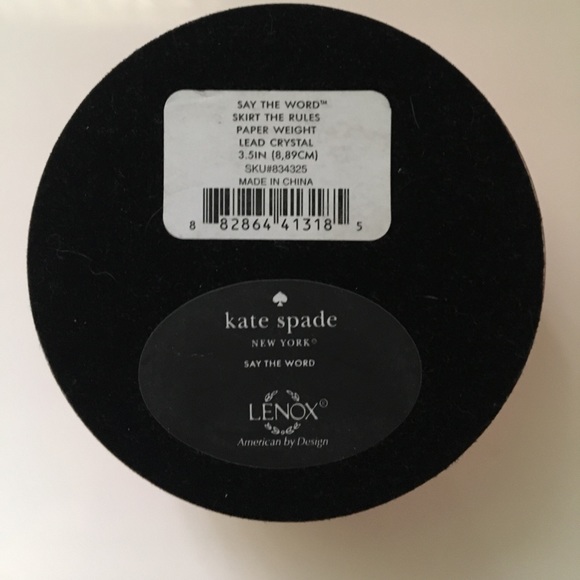 SAY THE WORD™
SKIRT THE RULES
PAPER WEIGHT
LEAD CRYSTAL
3.5IN (8,89CM)
SKU#834325
MADE IN CHINA
8 82864 41318 5
kate spade
NEW YORK®
SAY THE WORD
LENOX®
American by Design